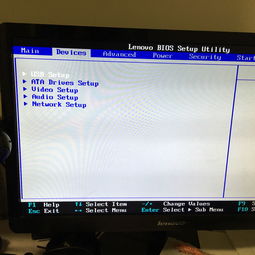 Lenovo BIOS Setup Utility
Main Devices Advanced Power Security Start
▶ USB Setup
▶ ATA Drives Setup
▶ Video Setup
▶ Audio Setup
▶ Network Setup
F1 Help ↑↓ Select Item -/+ Change Values F9 S
Esc Exit ←→ Select Menu Enter Select ▶ Sub Menu F10 S
lenovo